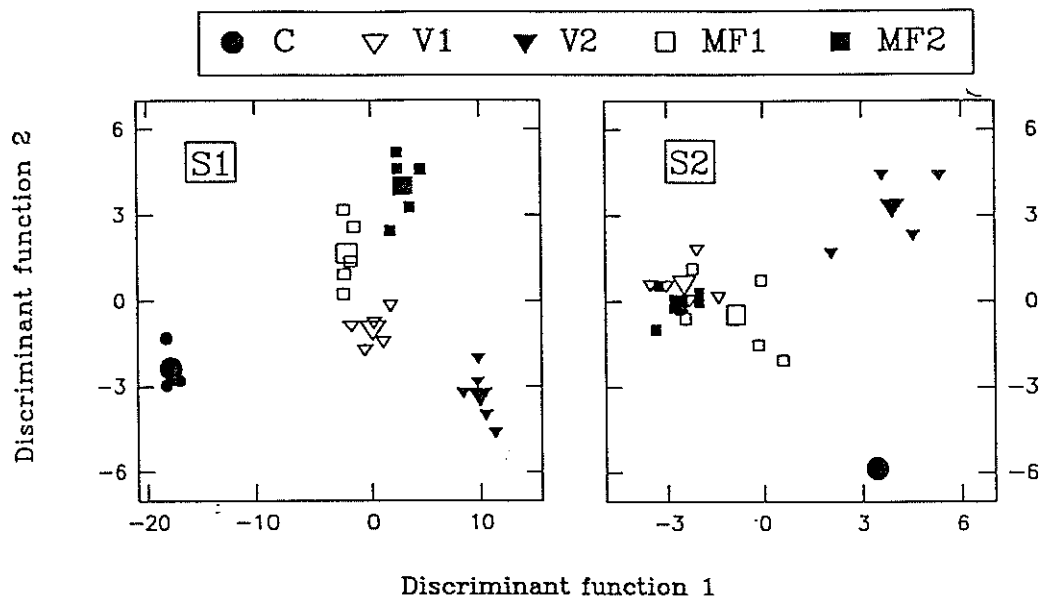 C V1 V2 MF1 MF2
Discriminant function 2
S1
6
3
0
−3
−6
−20 −10 0 10
S2
6
3
0
−3
−6
−3 0 3 6
Discriminant function 1